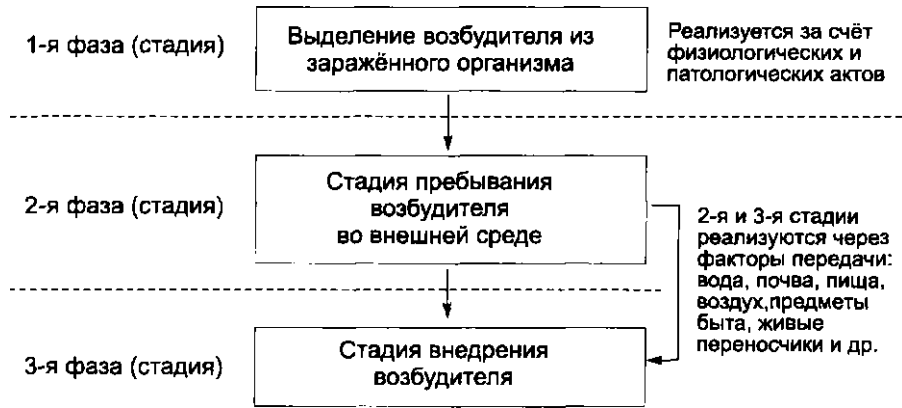 1-я фаза (стадия)
Выделение возбудителя из
заражённого организма
Реализуется за счёт
физиологических и
патологических актов
2-я фаза (стадия)
Стадия пребывания
возбудителя
во внешней среде
2-я и 3-я стадии
реализуются через
факторы передачи:
вода, почва, пища,
воздух,предметы
быта, живые
переносчики и др.
3-я фаза (стадия)
Стадия внедрения
возбудителя